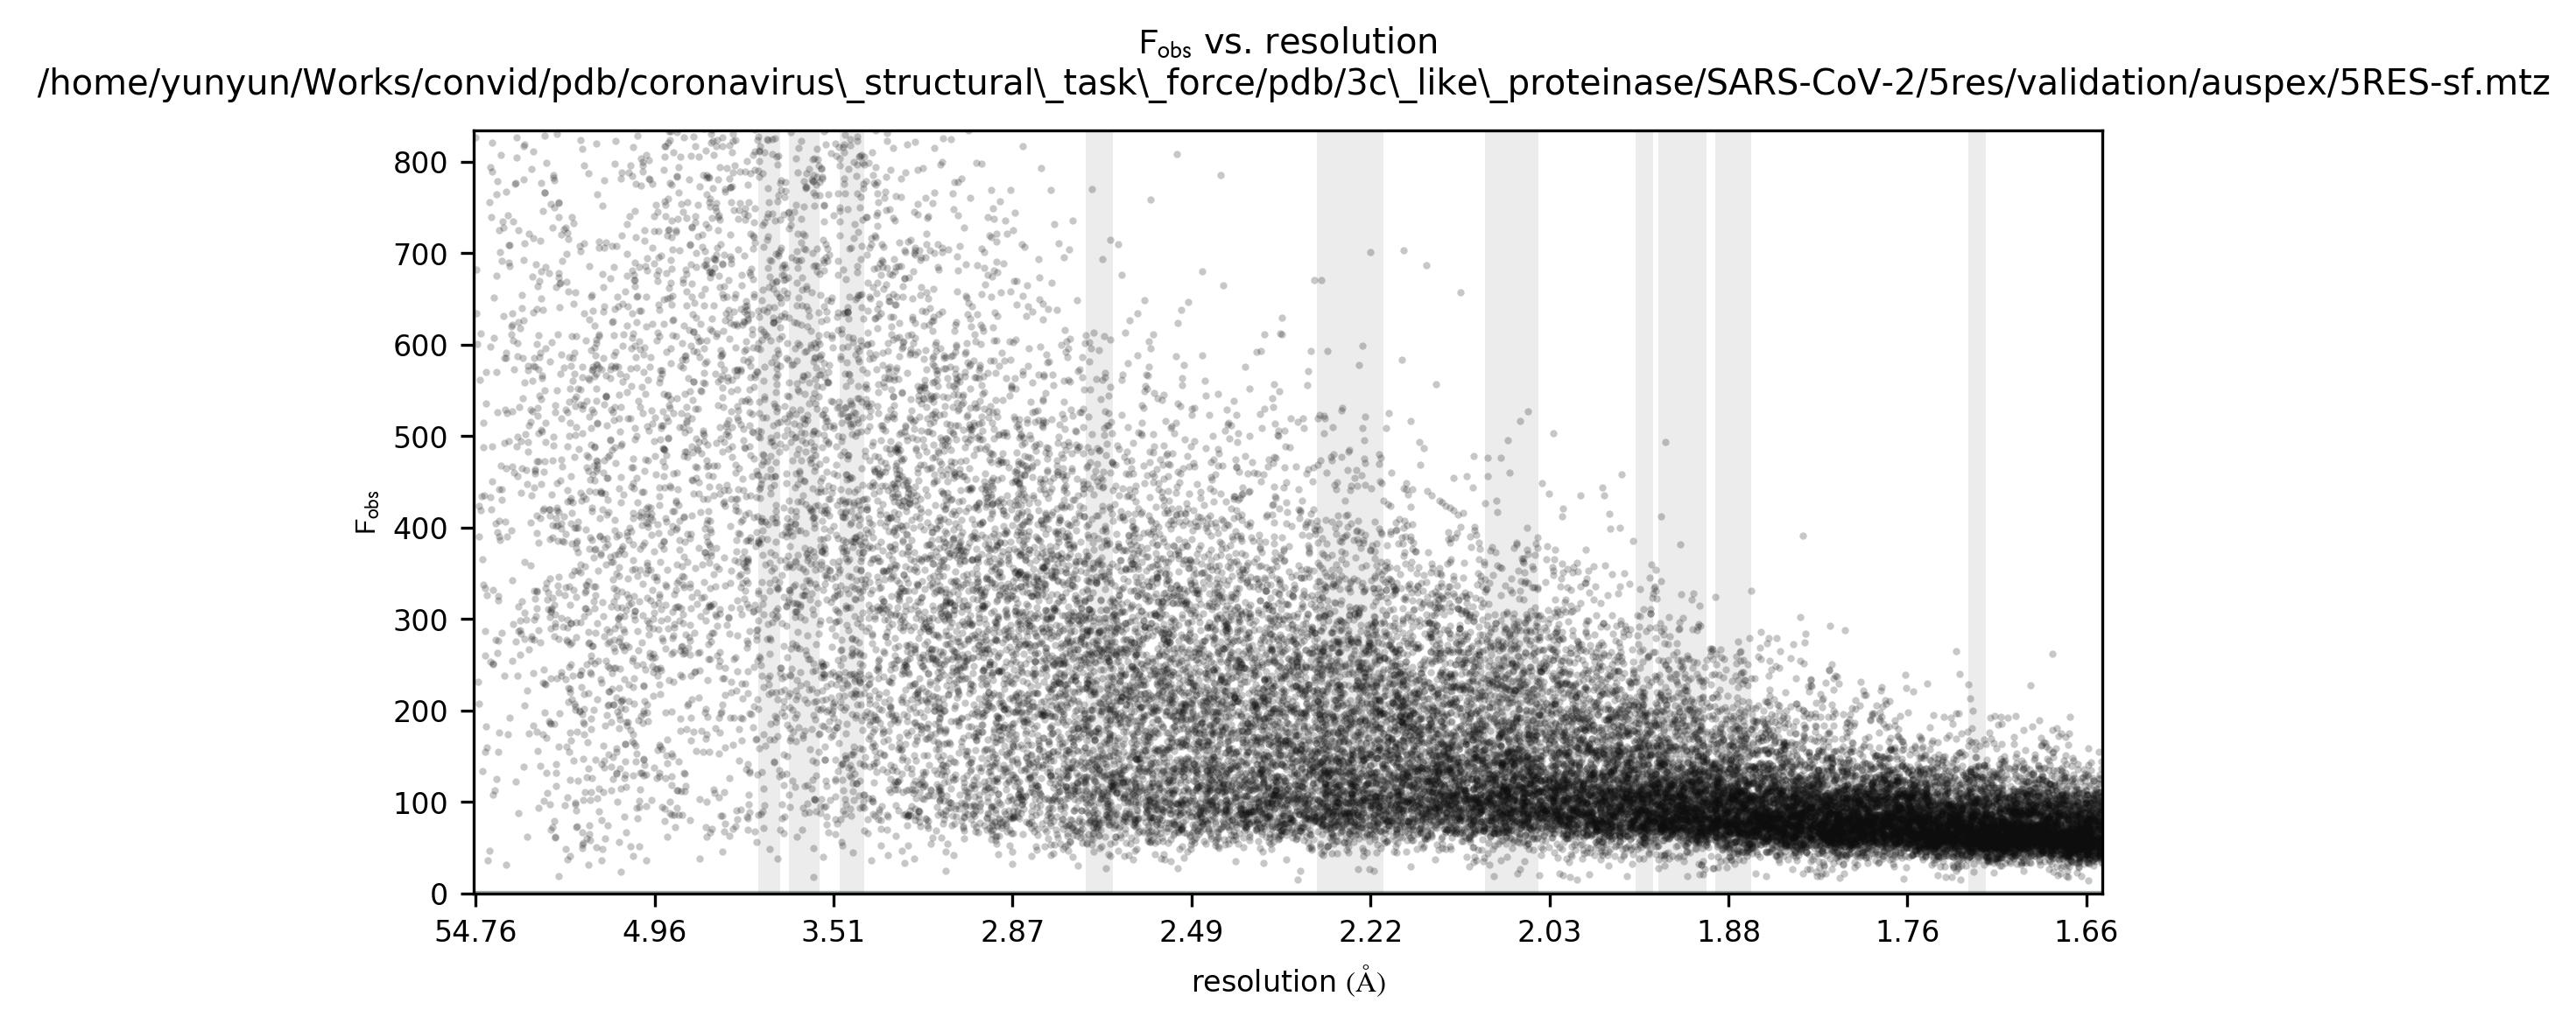 F_obs vs. resolution
/home/yunyun/Works/convid/pdb/coronavirus\_structural\_task\_force/pdb/3c\_like\_proteinase/SARS-CoV-2/5res/validation/auspex/5RES-sf.mtz
F_obs
800
700
600
500
400
300
200
100
0
54.76 4.96 3.51 2.87 2.49 2.22 2.03 1.88 1.76 1.66
resolution (Å)